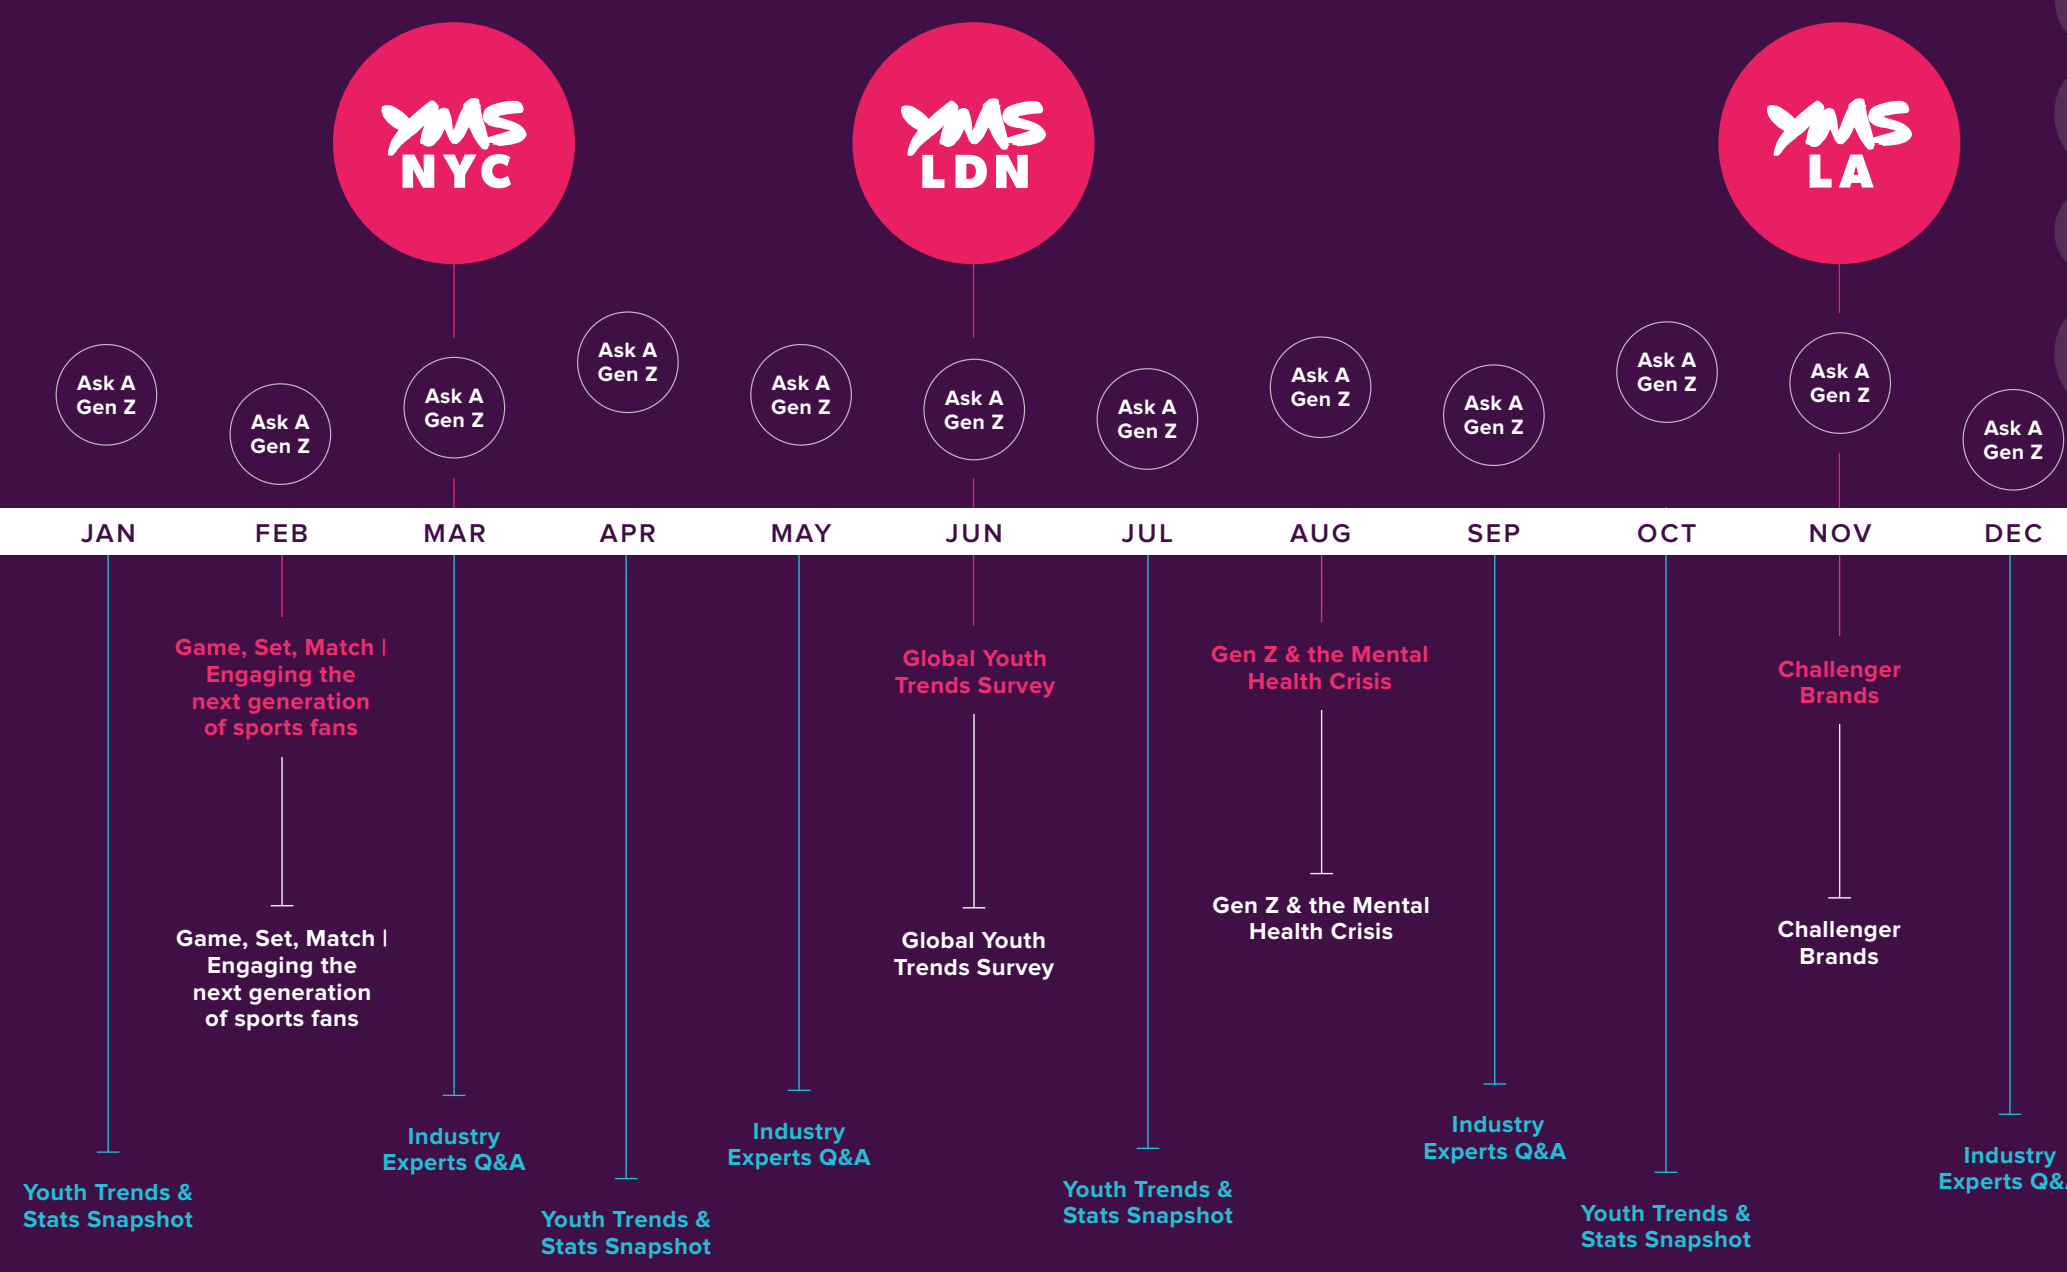 YMS
NYC
YMS
LDN
YMS
LA
Ask A
Gen Z
Ask A
Gen Z
Ask A
Gen Z
Ask A
Gen Z
Ask A
Gen Z
Ask A
Gen Z
Ask A
Gen Z
Ask A
Gen Z
Ask A
Gen Z
Ask A
Gen Z
Ask A
Gen Z
Ask A
Gen Z
JAN FEB MAR APR MAY JUN JUL AUG SEP OCT NOV DEC
Game, Set, Match |
Engaging the
next generation
of sports fans
Global Youth
Trends Survey
Gen Z & the Mental
Health Crisis
Challenger
Brands
Game, Set, Match |
Engaging the
next generation
of sports fans
Global Youth
Trends Survey
Gen Z & the Mental
Health Crisis
Challenger
Brands
Youth Trends &
Stats Snapshot
Industry
Experts Q&A
Youth Trends &
Stats Snapshot
Industry
Experts Q&A
Youth Trends &
Stats Snapshot
Industry
Experts Q&A
Youth Trends &
Stats Snapshot
Industry
Experts Q&